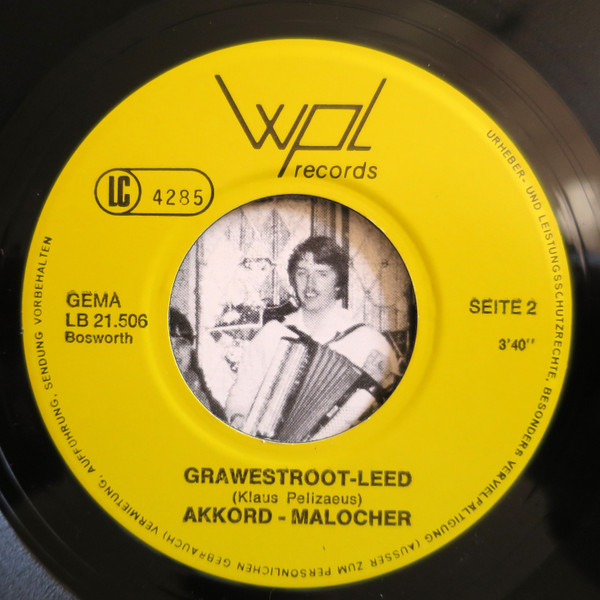 wpl
records
LC 4285
GEMA
LB 21.506
Bosworth
SEITE 2
3'40"
GRAWESTROOT-LEED
(Klaus Pelizaeus)
AKKORD - MALOCHER
URHEBER- UND LEISTUNGSSCHUTZRECHTE, BESONDERS VERVIELFÄLTIGUNG (AUSSER ZUM PERSÖNLICHEN GEBRAUCH) VERMIETUNG, AUFFÜHRUNG, SENDUNG VORBEHALTEN